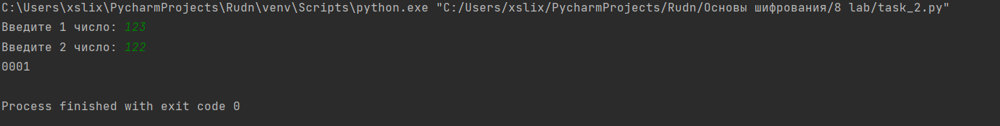 C:\Users\xslix\PycharmProjects\Rudn\venv\Scripts\python.exe "C:/Users/xslix/PycharmProjects/Rudn/Основы шифрования/8 lab/task_2.py"
Введите 1 число: 123
Введите 2 число: 122
0001
Process finished with exit code 0